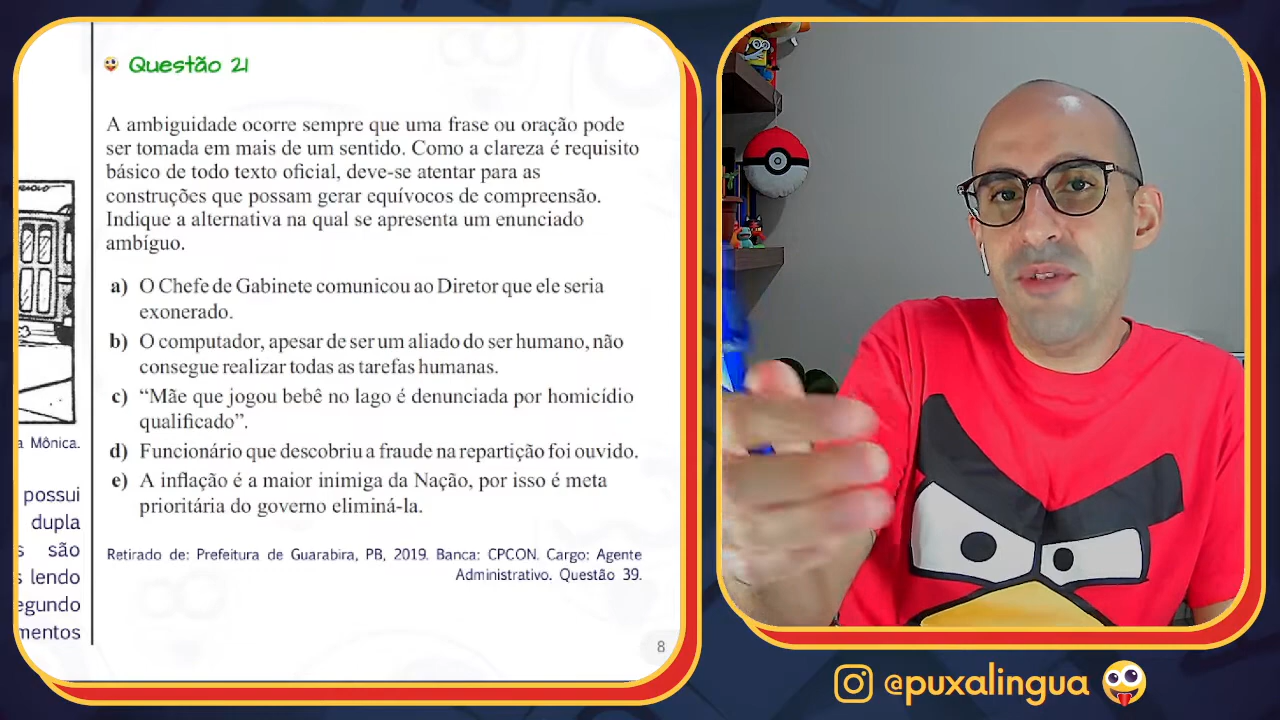 Questão 21
A ambiguidade ocorre sempre que uma frase ou oração pode
ser tomada em mais de um sentido. Como a clareza é requisito
básico de todo texto oficial, deve-se atentar para as
construções que possam gerar equívocos de compreensão.
Indique a alternativa na qual se apresenta um enunciado
ambíguo.
a) O Chefe de Gabinete comunicou ao Diretor que ele seria
exonerado.
b) O computador, apesar de ser um aliado do ser humano, não
consegue realizar todas as tarefas humanas.
c) “Mãe que jogou bebê no lago é denunciada por homicídio
qualificado”.
d) Funcionário que descobriu a fraude na repartição foi ouvido.
e) A inflação é a maior inimiga da Nação, por isso é meta
prioritária do governo eliminá-la.
Retirado de: Prefeitura de Guarabira, PB, 2019. Banca: CPCON. Cargo: Agente
Administrativo. Questão 39.
8
a Mônica.
possui
dupla
s são
s lendo
egundo
mentos
@puxalingua